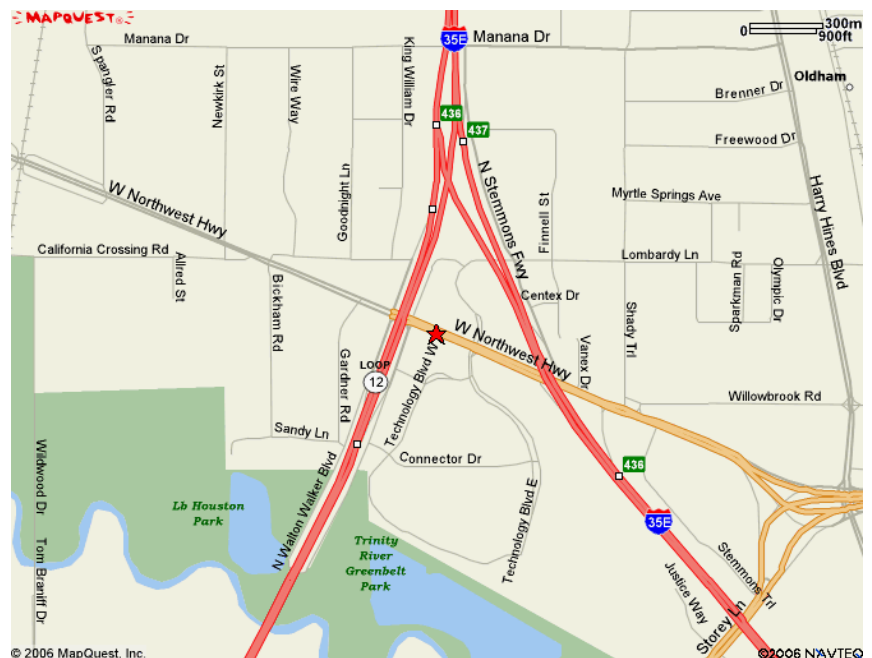 MAPQUEST
300m
0
900ft
35E
Manana Dr
Manana Dr
Spangler Rd
Newkirk St
Wire Way
King William Dr
Oldham
Brenner Dr
436
437
Freewood Dr
W Northwest Hwy
Goodnight Ln
N Stemmons Fwy
Finnell St
Myrtle Springs Ave
Harry Hines Blvd
California Crossing Rd
Allred St
Lombardy Ln
Bickham Rd
Centex Dr
Shady Trl
Sparkman Rd
Olympic Dr
W Northwest Hwy
Vanex Dr
Gardner Rd
LOOP
12
Technology Blvd W
Willowbrook Rd
Sandy Ln
Connector Dr
436
Wildwood Dr
N Walton Walker Blvd
Technology Blvd E
Lb Houston
Park
35E
Trinity
River
Greenbelt
Park
Tom Braniff Dr
Justice Way
Stemmons Trl
Storey Ln
© 2006 MapQuest, Inc.
©2006 NAVTEQ